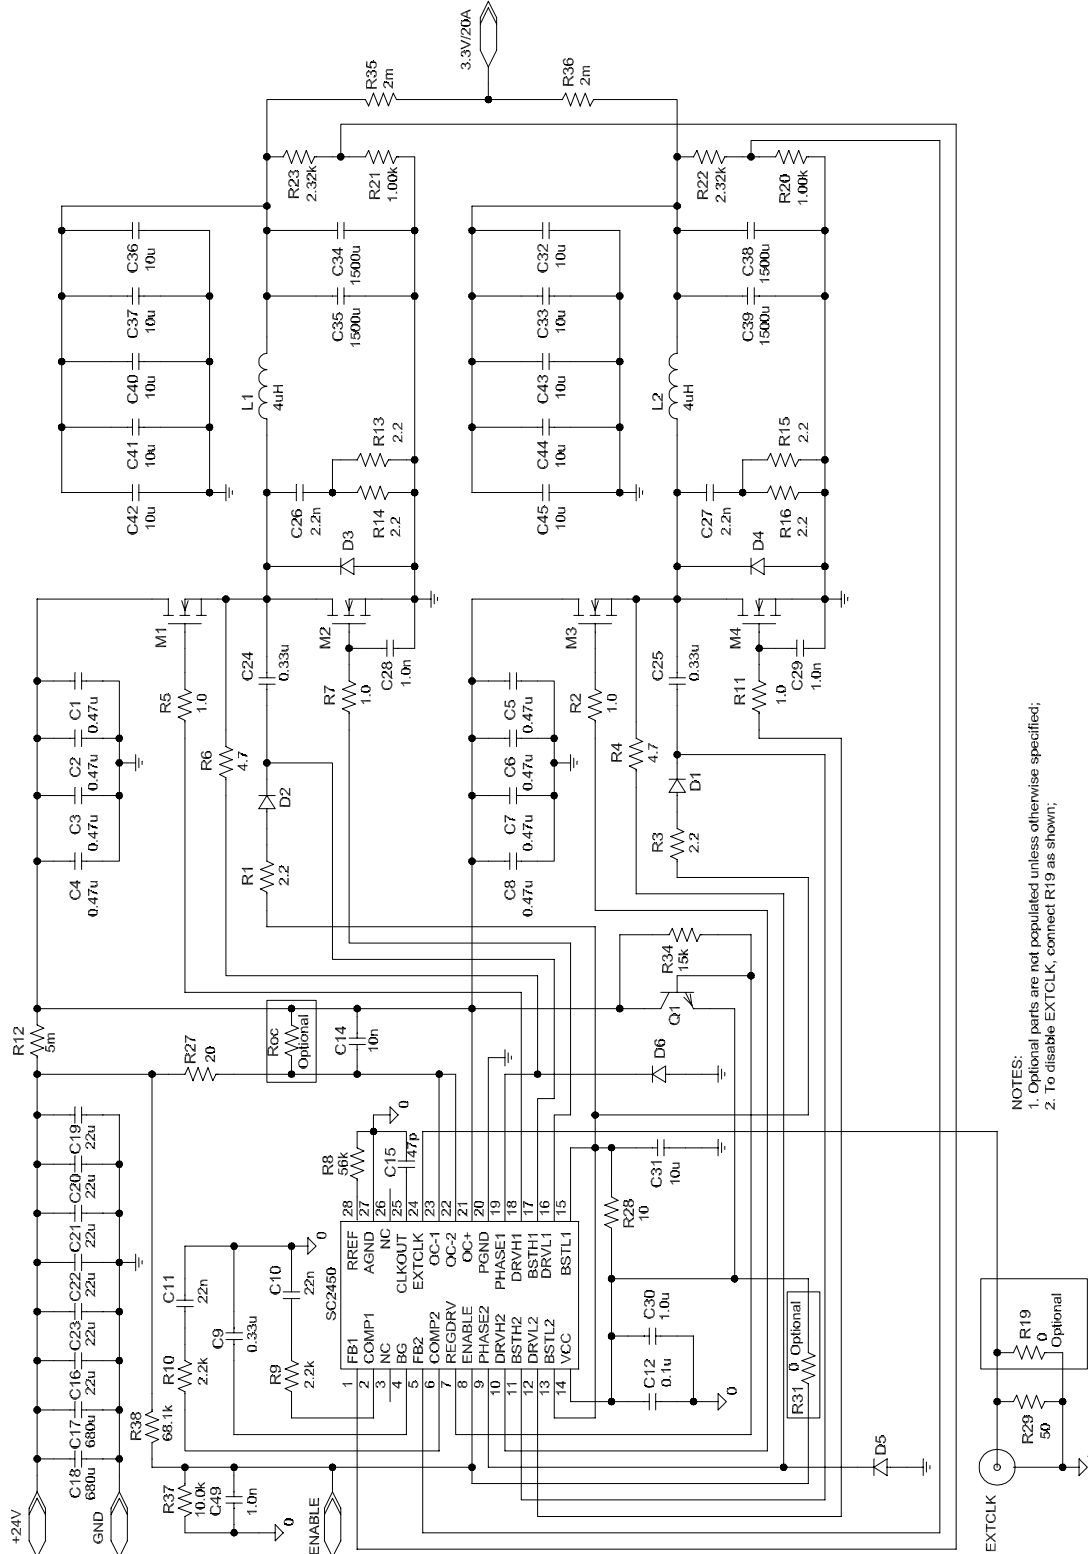 +24V
GND
C18
680u
C17
680u
C16
22u
C23
22u
C22
22u
C21
22u
C20
22u
C19
22u
R12
5m
C4
0.47u
C3
0.47u
C2
0.47u
C1
0.47u
C42
10u
C41
10u
C40
10u
C37
10u
C36
10u
R38
68.1k
R10
2.2k
C11
22n
R27
20
Roc
Optional
C14
10n
M1
R5
1.0
R37
10.0k
C49
1.0n
0
ENABLE
C9
0.33u
R9
2.2k
C10
22n
0
R6
4.7
R1
2.2
D2
C24
0.33u
L1
4uH
R35
2m
3.3V/20A
R36
2m
R7
1.0
M2
C28
1.0n
D3
C26
2.2n
R14
2.2
R13
2.2
C35
1500u
C34
1500u
R23
2.32k
R21
1.00k
R8
56k
C15
47p
0
SC2450
1
2
3
4
5
6
7
8
9
10
11
12
13
14
FB1
COMP1
NC
BG
FB2
COMP2
REGDRV
ENABLE
PHASE2
DRVH2
BSTH2
DRVL2
BSTL2
VCC
RREF
AGND
NC
CLKOUT
EXTCLK
OC-1
OC-2
OC+
PGND
PHASE1
DRVH1
BSTH1
DRVL1
BSTL1
28
27
26
25
24
23
22
21
20
19
18
17
16
15
C8
0.47u
C7
0.47u
C6
0.47u
C5
0.47u
C45
10u
C44
10u
C43
10u
C33
10u
C32
10u
R34
15k
Q1
D6
M3
R2
1.0
R4
4.7
R3
2.2
D1
C25
0.33u
L2
4uH
R11
1.0
M4
C29
1.0n
D4
C27
2.2n
R16
2.2
R15
2.2
C39
1500u
C38
1500u
R22
2.32k
R20
1.00k
R28
10
C31
10u
C12
0.1u
C30
1.0u
0
R31
0 Optional
D5
EXTCLK
R29
50
R19
0
Optional
NOTES:
1. Optional parts are not populated unless otherwise specified;
2. To disable EXTCLK, connect R19 as shown;